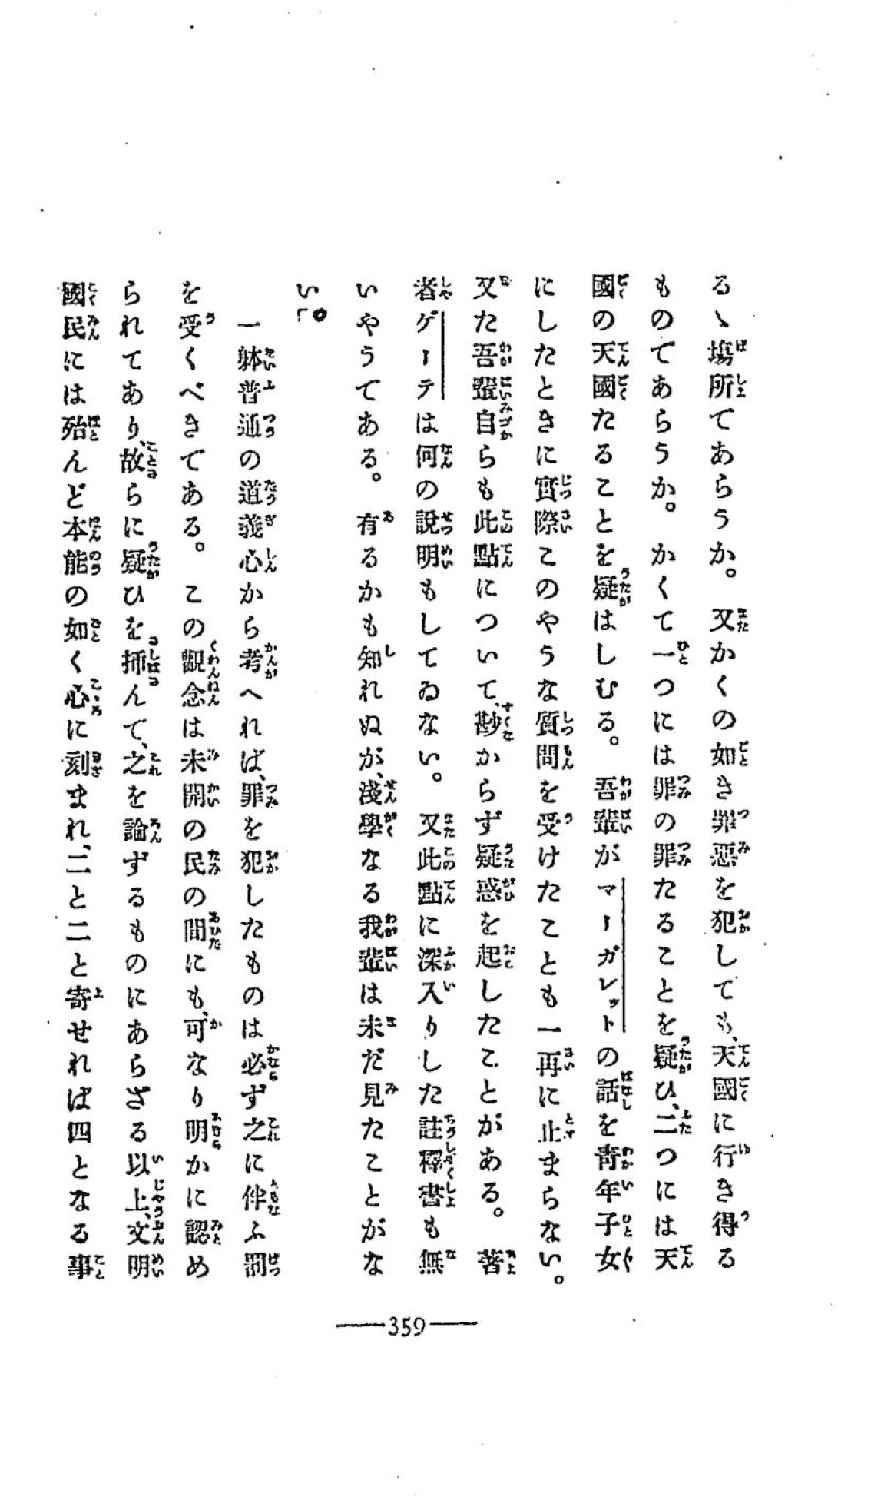 るゝ塲所てあらうか。又かくの如き罪惡を犯しても、天國に行き得る
ものてあらうか。かくて一つには罪の罪たることを疑ひ、二つには天
國の天國たることを疑はしむる。吾輩がマーガレットの話を靑年子女
にしたときに實際このやうな質問を受けたことも一再に止まらない。
又た吾輩自らも此點について、尠からず疑惑を起したことがある。著
者ゲーテは何の說明もしてゐない。又此點に深入りした註釋書も無
いやうてある。有るかも知れぬが、淺學なる我輩は未だ見たことがな
い。「
一躰普通の道義心から考へれば、罪を犯したものは必ず之に伴ふ罰
を受くべきてある。この觀念は未開の民の間にも、可なり明かに認め
られてあり、故らに疑ひを挿んて、之を論ずるものにあらざる以上、文明
國民には殆んど本能の如く心に刻まれ、二と二と寄せれば四となる事
359